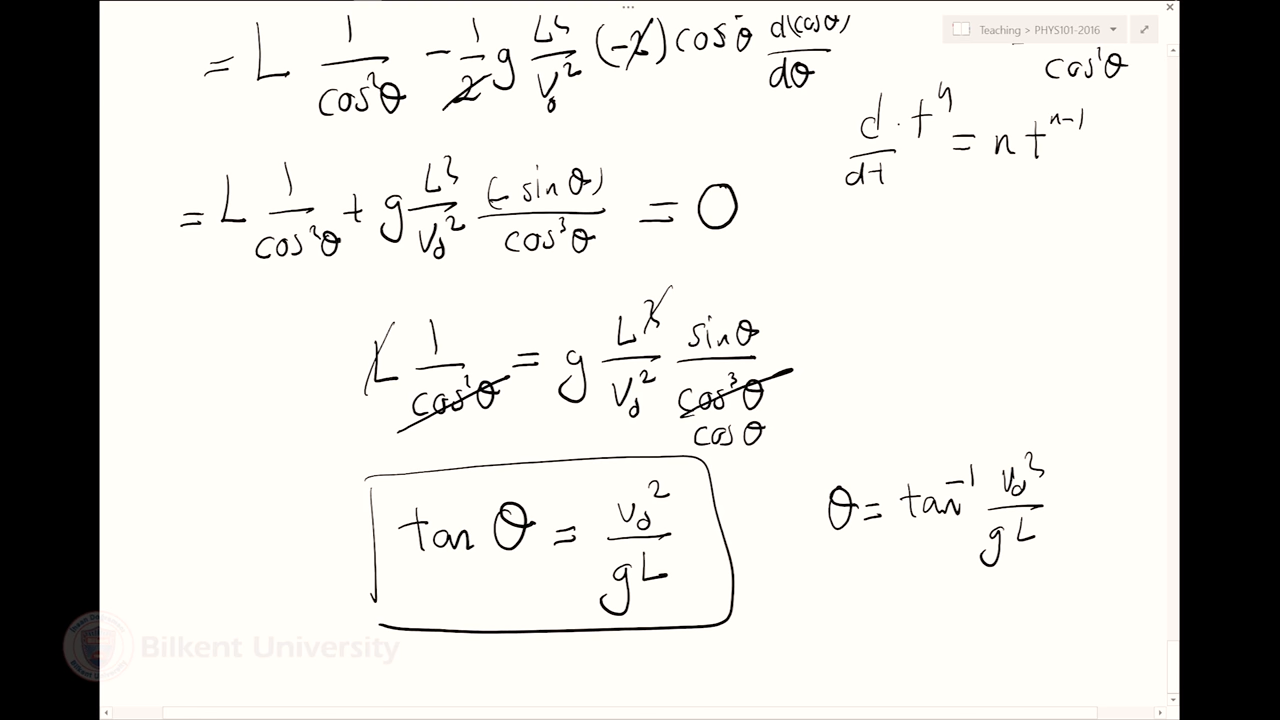 Teaching > PHYS101-2016
= L 1/cos²θ - 1/2 g L²/v₀² (-2) cos⁻³θ d(cosθ)/dθ
cos²θ
d/dt · tⁿ = n tⁿ⁻¹
= L 1/cos²θ + g L²/v₀² (-sinθ)/cos³θ = 0
L 1/cos²θ = g L²/v₀² sinθ/cos³θ
cosθ
tan θ = v₀²/gL
θ = tan⁻¹ v₀²/gL
Bilkent University